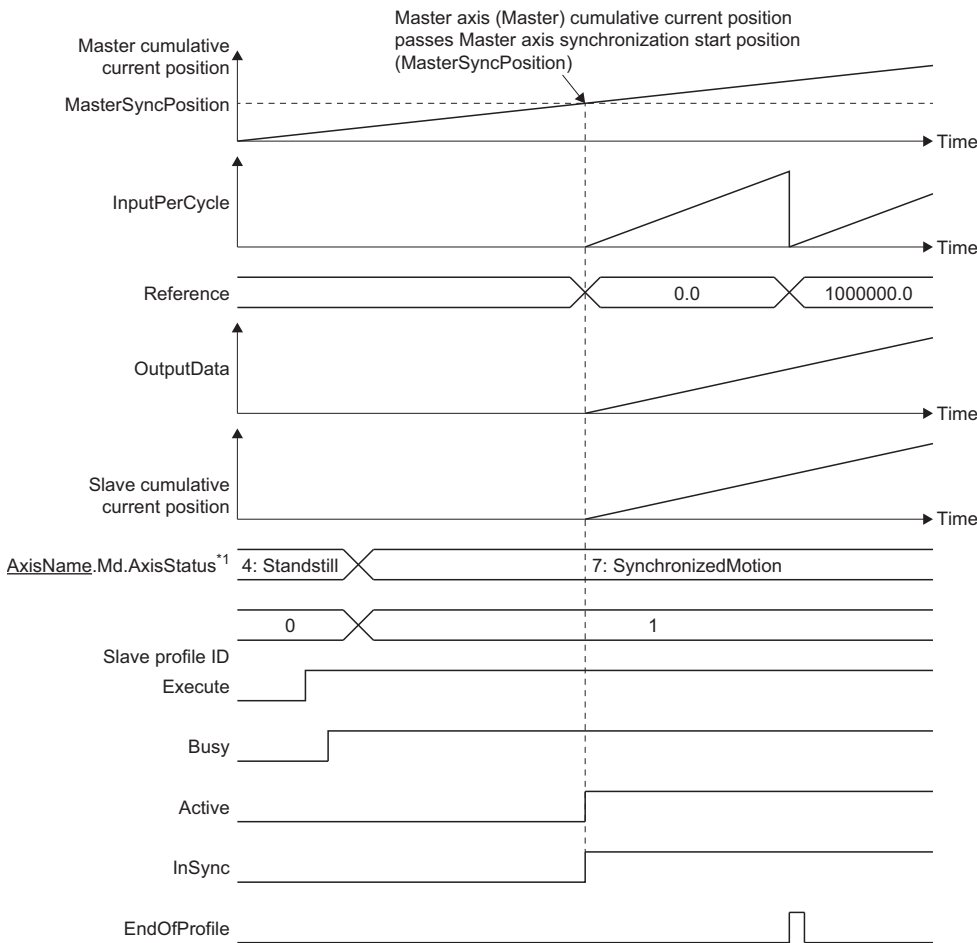 Master axis (Master) cumulative current position
passes Master axis synchronization start position
(MasterSyncPosition)
Master cumulative
current position
MasterSyncPosition
Time
InputPerCycle
Time
Reference
0.0
1000000.0
OutputData
Time
Slave cumulative
current position
Time
AxisName.Md.AxisStatus*1
4: Standstill
7: SynchronizedMotion
0
1
Slave profile ID
Execute
Busy
Active
InSync
EndOfProfile